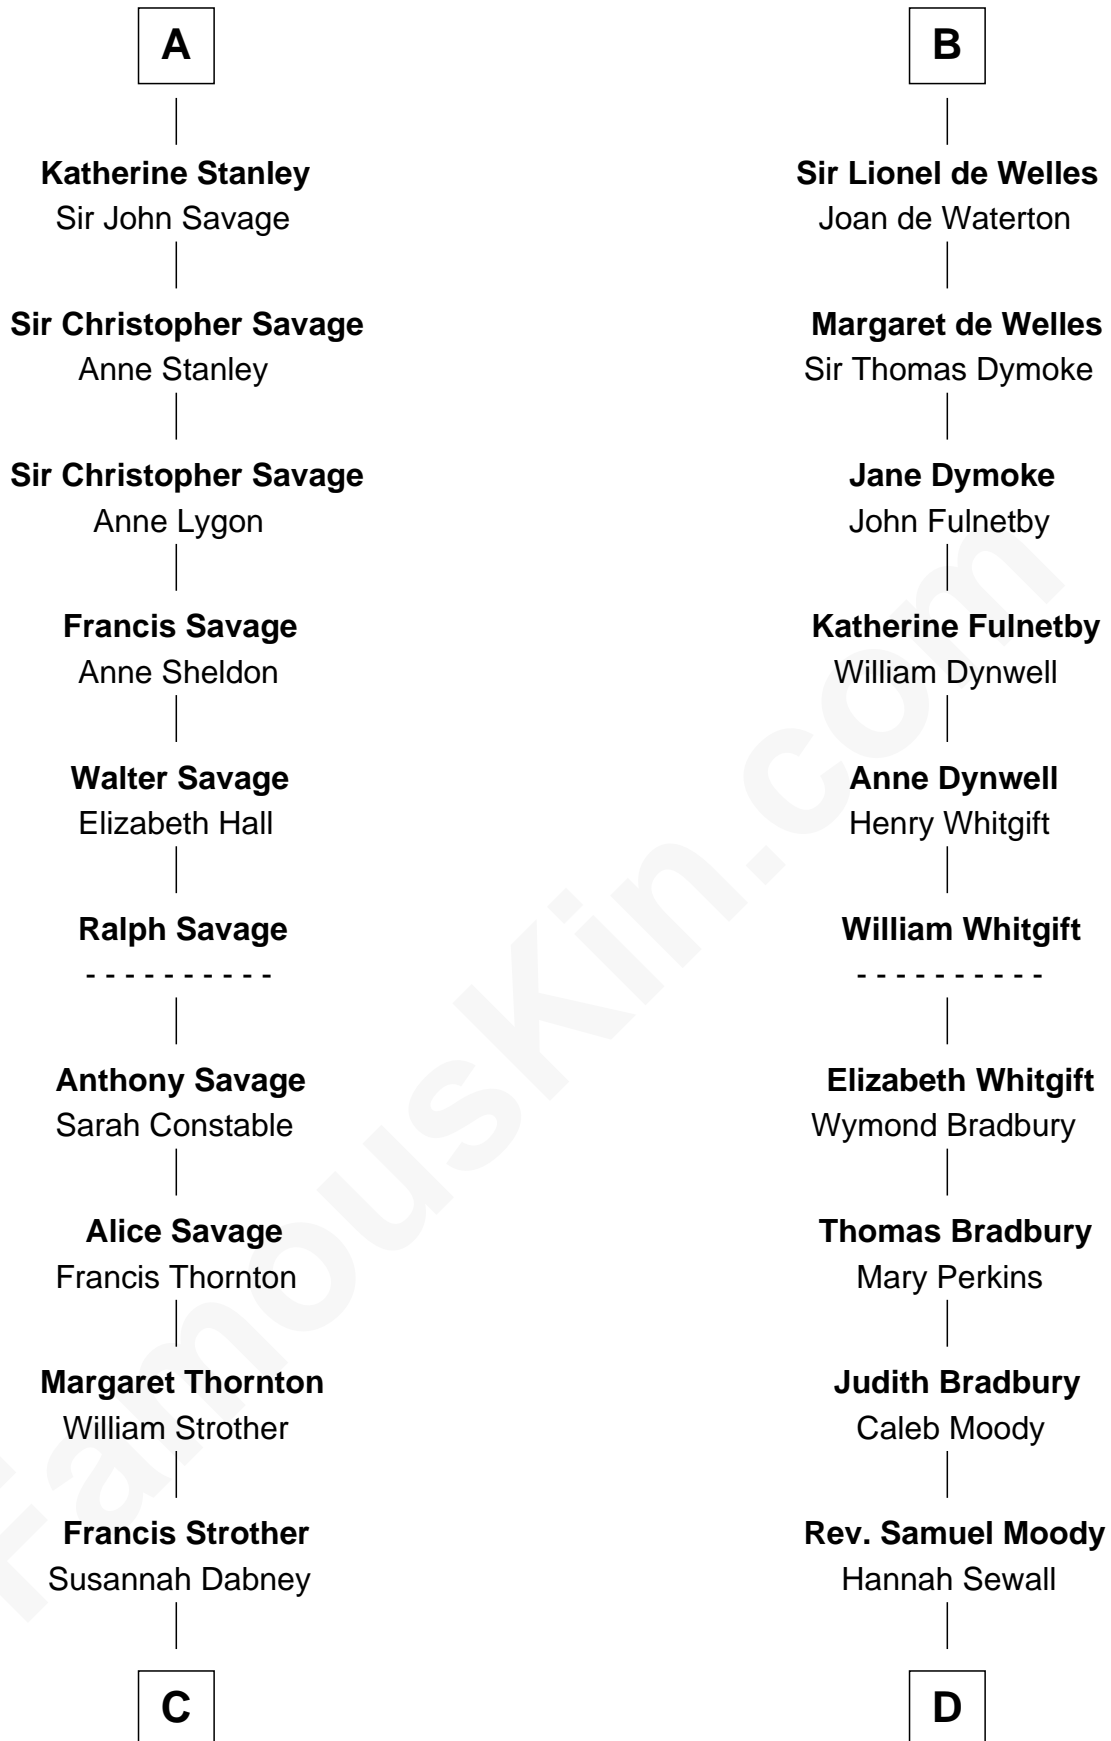 A
Katherine Stanley
Sir John Savage
Sir Christopher Savage
Anne Stanley
Sir Christopher Savage
Anne Lygon
Francis Savage
Anne Sheldon
Walter Savage
Elizabeth Hall
Ralph Savage
- - - - - - - - - -
Anthony Savage
Sarah Constable
Alice Savage
Francis Thornton
Margaret Thornton
William Strother
Francis Strother
Susannah Dabney
C
B
Sir Lionel de Welles
Joan de Waterton
Margaret de Welles
Sir Thomas Dymoke
Jane Dymoke
John Fulnetby
Katherine Fulnetby
William Dynwell
Anne Dynwell
Henry Whitgift
William Whitgift
- - - - - - - - - -
Elizabeth Whitgift
Wymond Bradbury
Thomas Bradbury
Mary Perkins
Judith Bradbury
Caleb Moody
Rev. Samuel Moody
Hannah Sewall
D
FamousKin.com